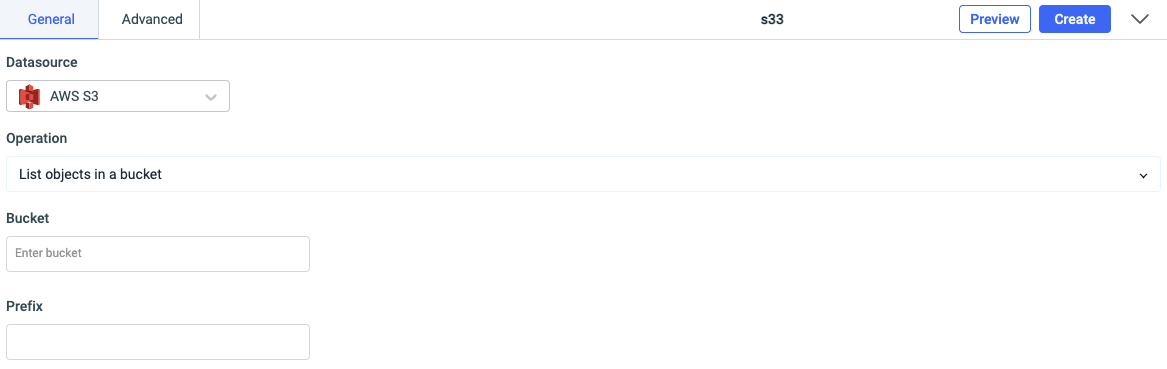 General Advanced s33 Preview Create
Datasource
AWS S3
Operation
List objects in a bucket
Bucket
Enter bucket
Prefix